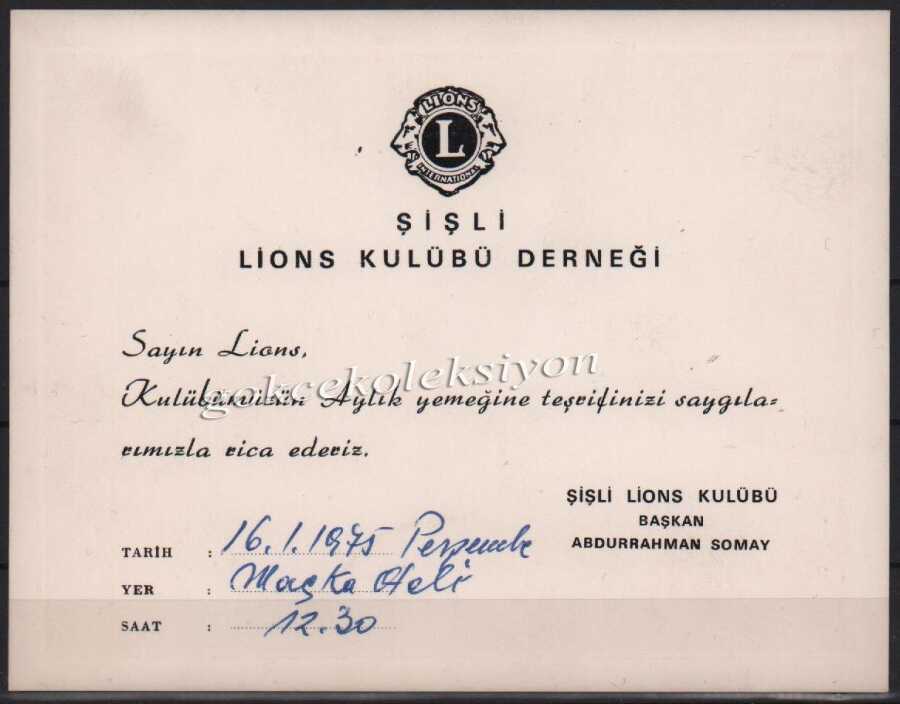 LIONS
L
INTERNATIONAL
ŞİŞLİ
LİONS KULÜBÜ DERNEĞİ
Sayın Lions,
gokcekoleksiyon
Kulübümüzün Aylık yemeğine teşrifinizi saygıla=
rımızla rica ederiz.
ŞİŞLİ LİONS KULÜBÜ
BAŞKAN
ABDURRAHMAN SOMAY
TARİH : 16.1.1975 Perşembe
YER : Maçka Oteli
SAAT : 12.30